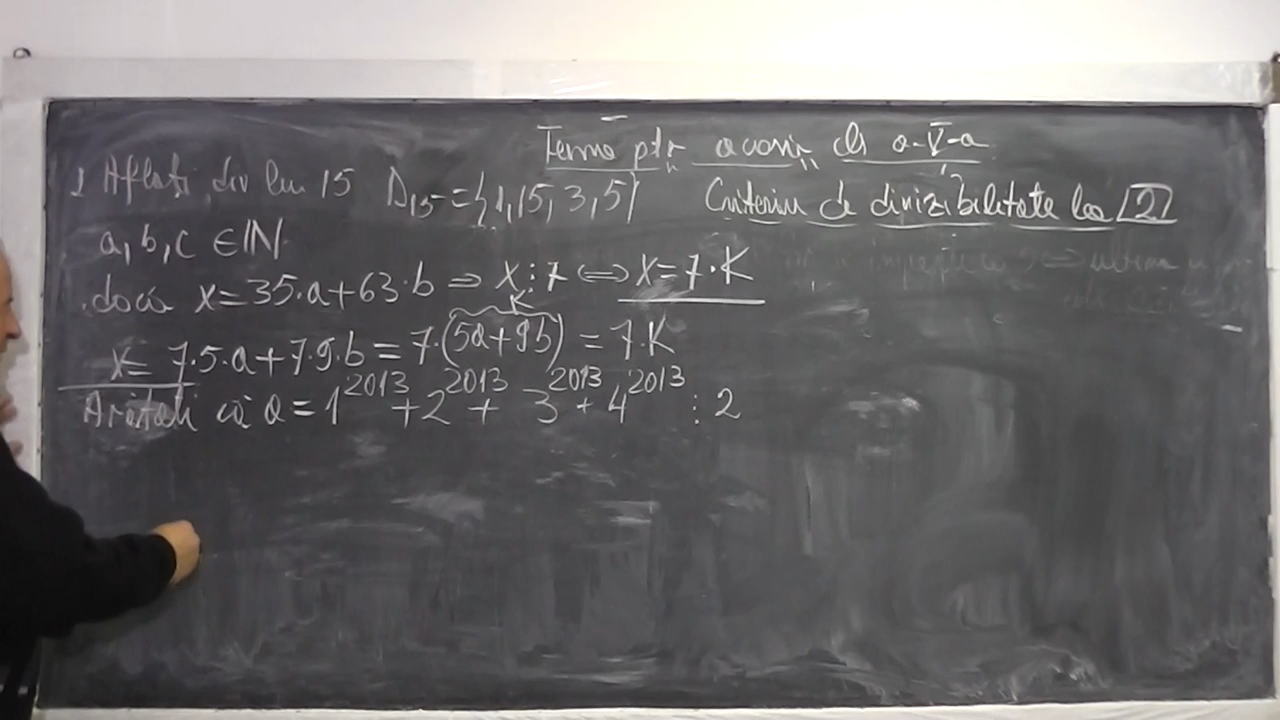 Temă ptr acasă cls a-V-a
1 Aflați div lui 15 D₁₅={1,15,3,5}
Criteriu de divizibilitate la 2
a, b, c ∈ ℕ
dacă x=35·a+63·b ⇒ x⋮7 ⇔ x=7·K
K
x= 7·5·a+7·9·b = 7·(5a+9b) = 7·K
Arătați că a=1^2013+2^2013+3^2013+4^2013 ⋮ 2